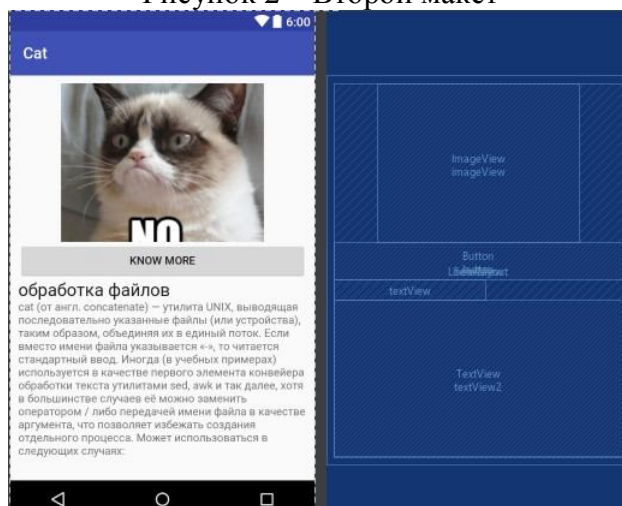 Рисунок 2 – Второй макет
6:00
Cat
NO
KNOW MORE
обработка файлов
cat (от англ. concatenate) — утилита UNIX, выводящая
последовательно указанные файлы (или устройства),
таким образом, объединяя их в единый поток. Если
вместо имени файла указывается «-», то читается
стандартный ввод. Иногда (в учебных примерах)
используется в качестве первого элемента конвейера
обработки текста утилитами sed, awk и так далее, хотя
в большинстве случаев её можно заменить
оператором / либо передачей имени файла в качестве
аргумента, что позволяет избежать создания
отдельного процесса. Может использоваться в
следующих случаях:
ImageView
imageView
Button
textView
TextView
textView2